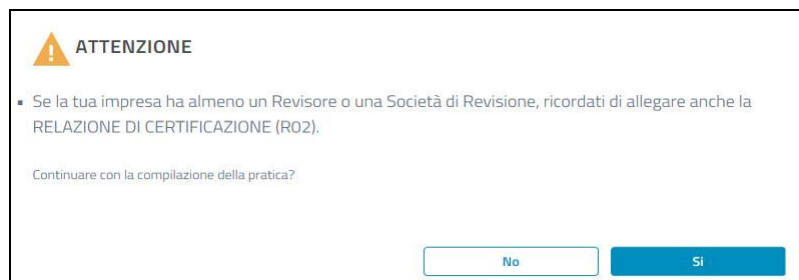 ATTENZIONE
▪ Se la tua impresa ha almeno un Revisore o una Società di Revisione, ricordati di allegare anche la
RELAZIONE DI CERTIFICAZIONE (R02).
Continuare con la compilazione della pratica?
No Si